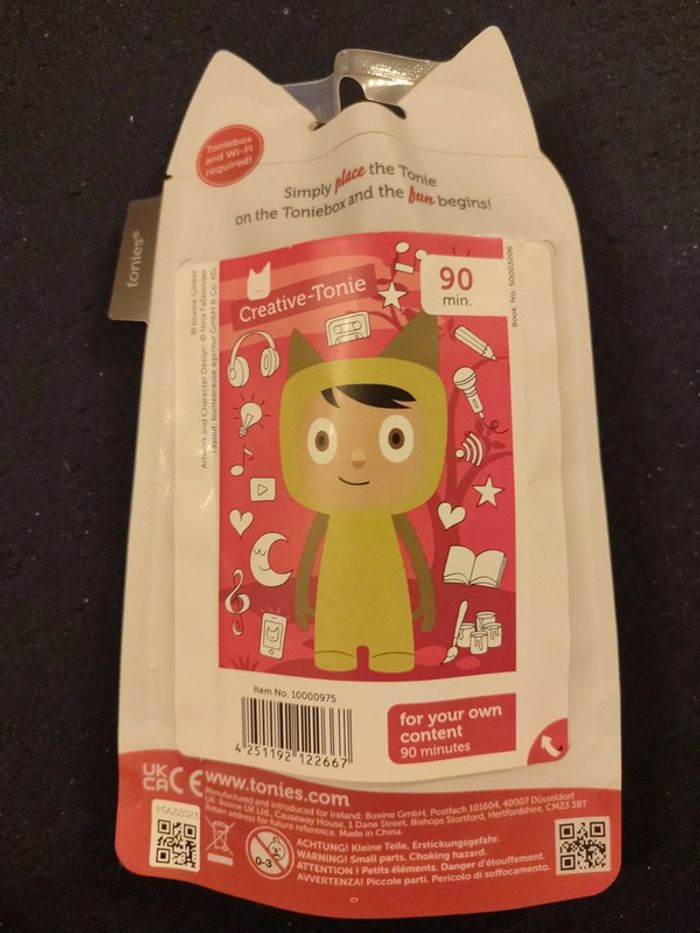 Toniebox
and Wi-Fi
required!
Simply place the Tonie
on the Toniebox and the fun begins!
tonies®
© boxine GmbH
Artwork and Character Design: © Nina Faßbender
Layout: buntebrause agentur GmbH & Co. KG
Creative-Tonie
90
min.
Book. No. 50003206
Item No. 10000975
4 251192 122667
for your own
content
90 minutes
UK
CA CE www.tonies.com
Manufactured and introduced for Ireland: Boxine GmbH, Postfach 101604, 40007 Düsseldorf
UK: Boxine UK Ltd., Causeway House, 1 Dane Street, Bishops Stortford, Hertfordshire, CM23 3BT
Retain address for future reference. Made in China.
15A22023
0-3
ACHTUNG! Kleine Teile, Erstickungsgefahr.
WARNING! Small parts. Choking hazard.
ATTENTION ! Petits éléments. Danger d'étouffement.
AVVERTENZA! Piccole parti. Pericolo di soffocamento.
C7